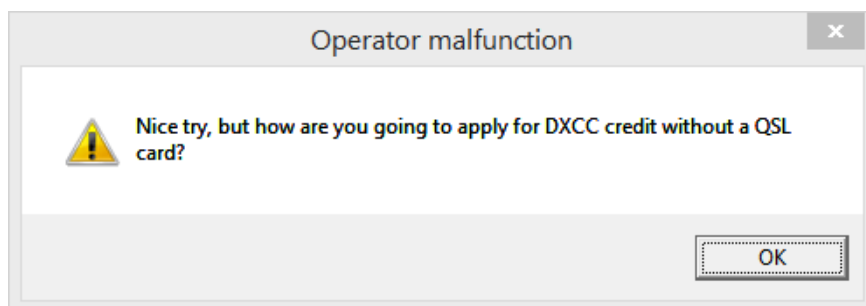 Operator malfunction
Nice try, but how are you going to apply for DXCC credit without a QSL
card?
OK